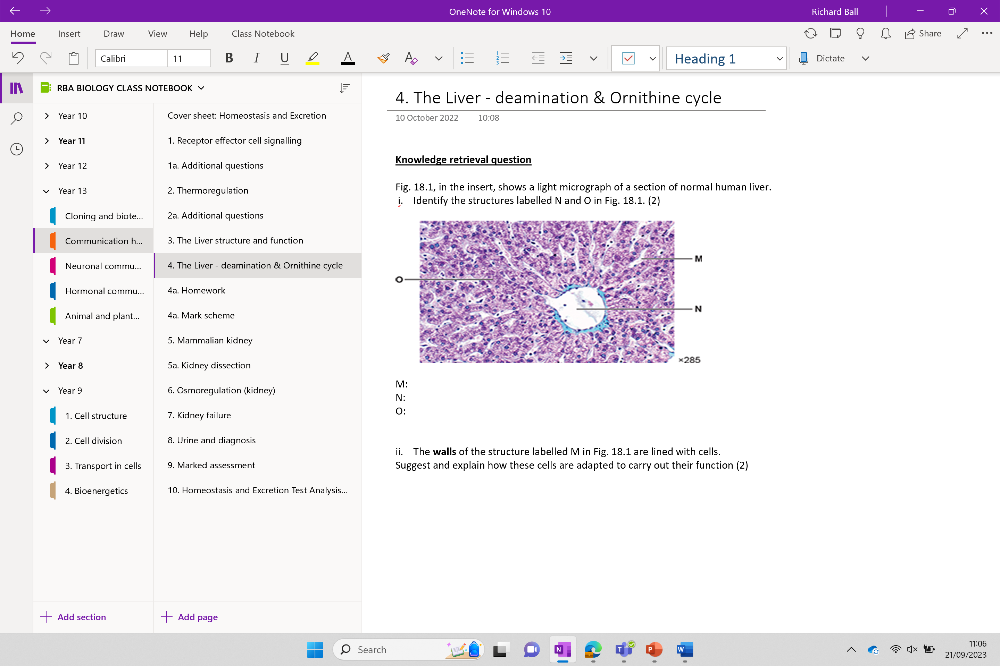 OneNote for Windows 10
Richard Ball
Home Insert Draw View Help Class Notebook
Share
Calibri 11 B I U A A Heading 1 Dictate
RBA BIOLOGY CLASS NOTEBOOK
Year 10
Year 11
Year 12
Year 13
Cloning and biote...
Communication h...
Neuronal commu...
Hormonal commu...
Animal and plant...
Year 7
Year 8
Year 9
1. Cell structure
2. Cell division
3. Transport in cells
4. Bioenergetics
Add section
Cover sheet: Homeostasis and Excretion
1. Receptor effector cell signalling
1a. Additional questions
2. Thermoregulation
2a. Additional questions
3. The Liver structure and function
4. The Liver - deamination & Ornithine cycle
4a. Homework
4a. Mark scheme
5. Mammalian kidney
5a. Kidney dissection
6. Osmoregulation (kidney)
7. Kidney failure
8. Urine and diagnosis
9. Marked assessment
10. Homeostasis and Excretion Test Analysis...
Add page
4. The Liver - deamination & Ornithine cycle
10 October 2022 10:08
Knowledge retrieval question
Fig. 18.1, in the insert, shows a light micrograph of a section of normal human liver.
i. Identify the structures labelled N and O in Fig. 18.1. (2)
M
O
N
×285
M:
N:
O:
ii. The walls of the structure labelled M in Fig. 18.1 are lined with cells.
Suggest and explain how these cells are adapted to carry out their function (2)
Search
N
T
P
W
11:06
21/09/2023